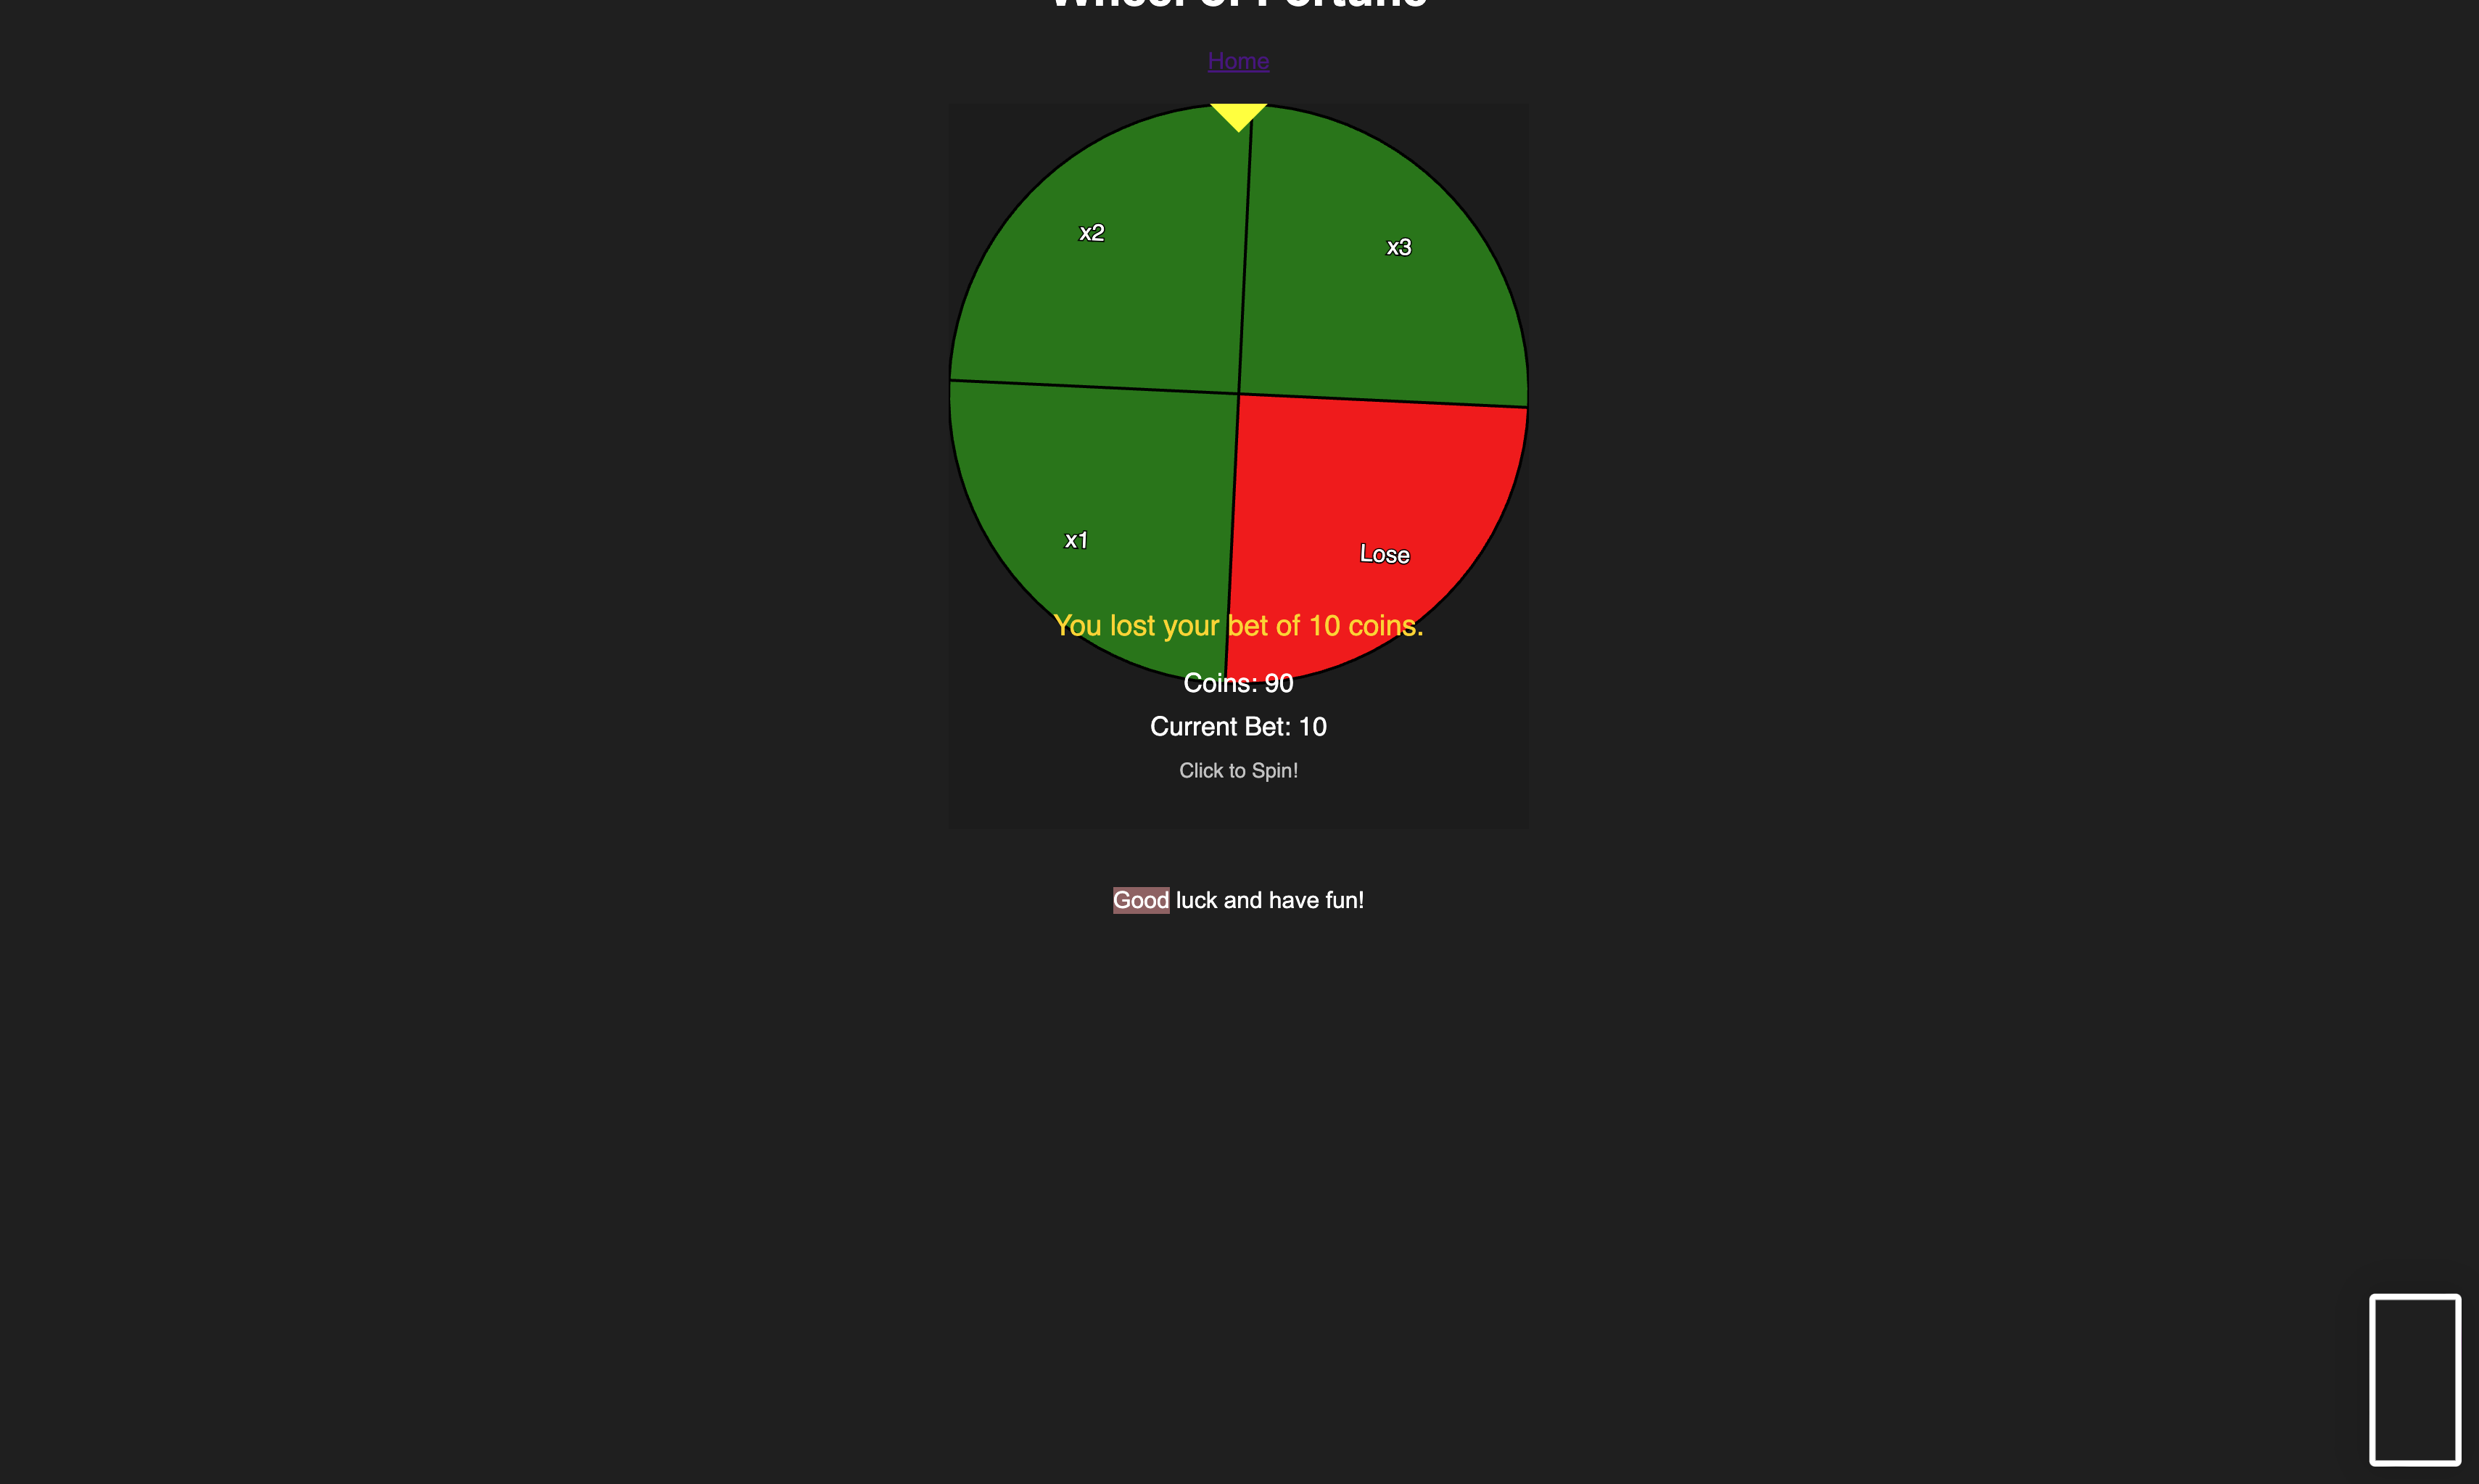 Home
x2
x3
x1
Lose
You lost your bet of 10 coins.
Coins: 90
Current Bet: 10
Click to Spin!
Good luck and have fun!